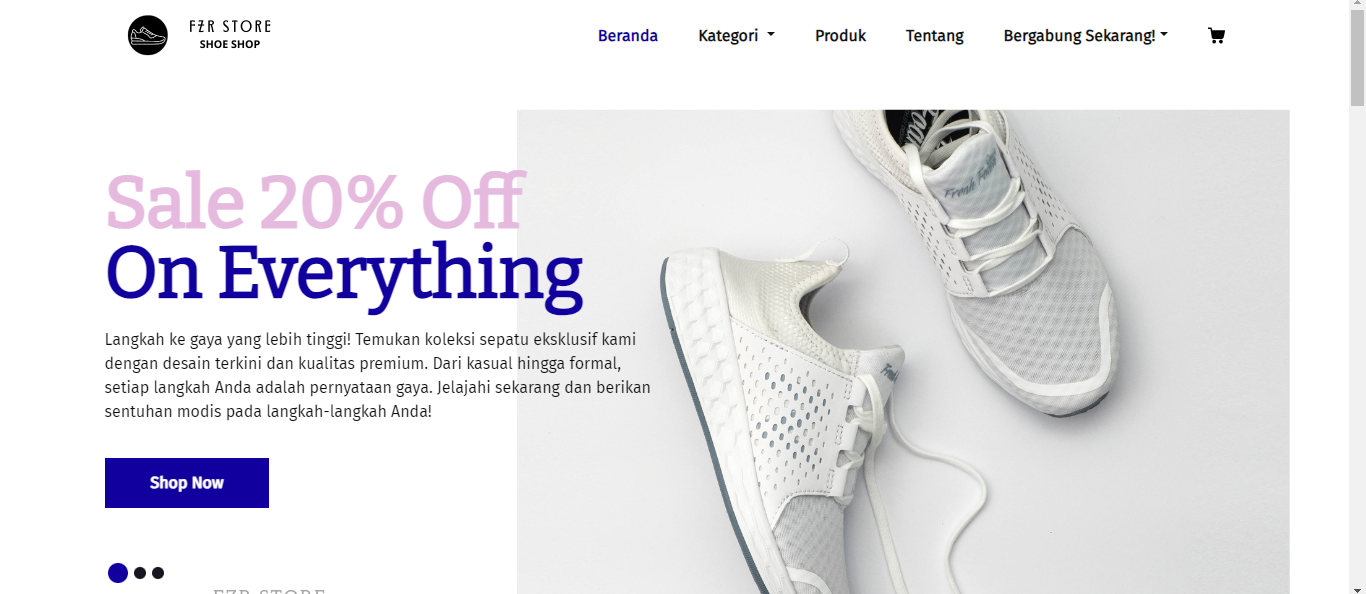 FZR STORE
SHOE SHOP
Beranda
Kategori
Produk
Tentang
Bergabung Sekarang!
Sale 20% Off
On Everything
Langkah ke gaya yang lebih tinggi! Temukan koleksi sepatu eksklusif kami
dengan desain terkini dan kualitas premium. Dari kasual hingga formal,
setiap langkah Anda adalah pernyataan gaya. Jelajahi sekarang dan berikan
sentuhan modis pada langkah-langkah Anda!
Shop Now
FZR STORE
Fresh Foam